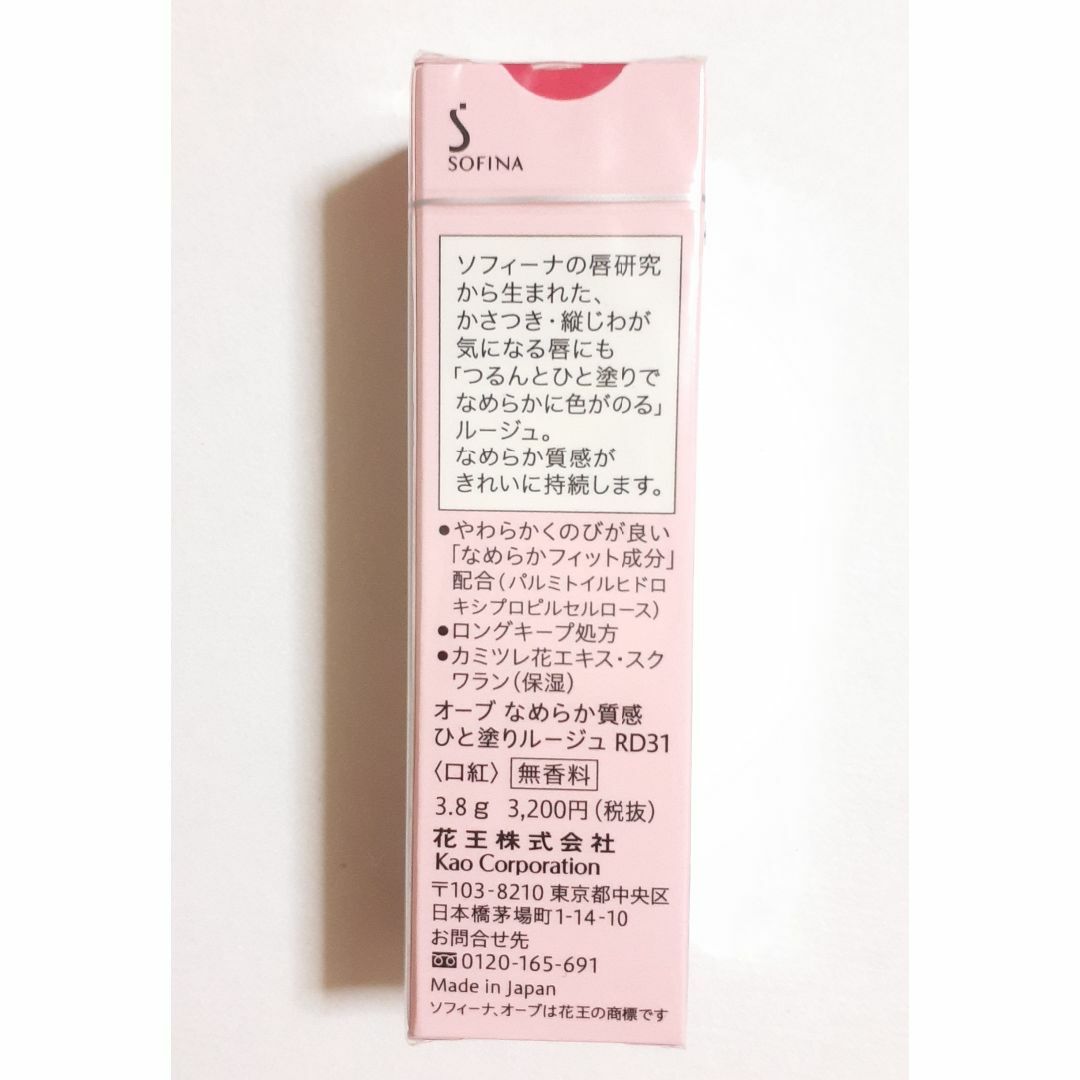 SOFINA
ソフィーナの唇研究
から生まれた、
かさつき・縦じわが
気になる唇にも
「つるんとひと塗りで
なめらかに色がのる」
ルージュ。
なめらか質感が
きれいに持続します。
●やわらかくのびが良い
「なめらかフィット成分」
配合(パルミトイルヒドロ
キシプロピルセルロース)
●ロングキープ処方
●カミツレ花エキス・スク
ワラン(保湿)
オーブ なめらか質感
ひと塗りルージュ RD31
〈口紅〉 無香料
3.8g 3,200円(税抜)
花王株式会社
Kao Corporation
〒103-8210 東京都中央区
日本橋茅場町1-14-10
お問合せ先
0120-165-691
Made in Japan
ソフィーナ、オーブは花王の商標です